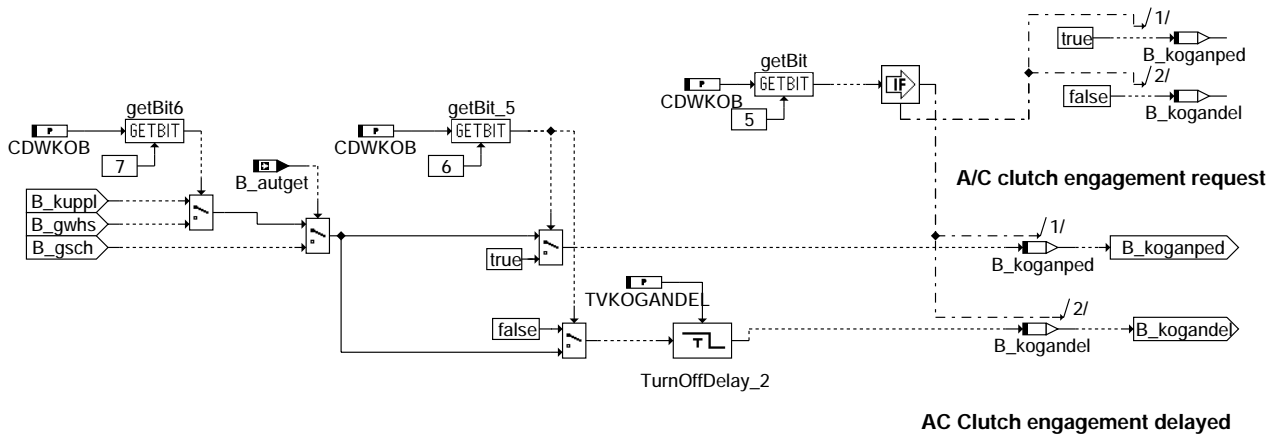 /1/
true
B_koganped
getBit
/2/
P
GETBIT
IF
CDWKOB
false
B_kogandel
5
getBit6
getBit_5
P
GETBIT
P
GETBIT
CDWKOB
CDWKOB
7
6
B_autget
A/C clutch engagement request
B_kuppl
B_gwhs
B_gsch
/1/
true
B_koganped
B_koganped
P
TVKOGANDEL
/2/
false
T
B_kogandel
B_kogandel
TurnOffDelay_2
AC Clutch engagement delayed